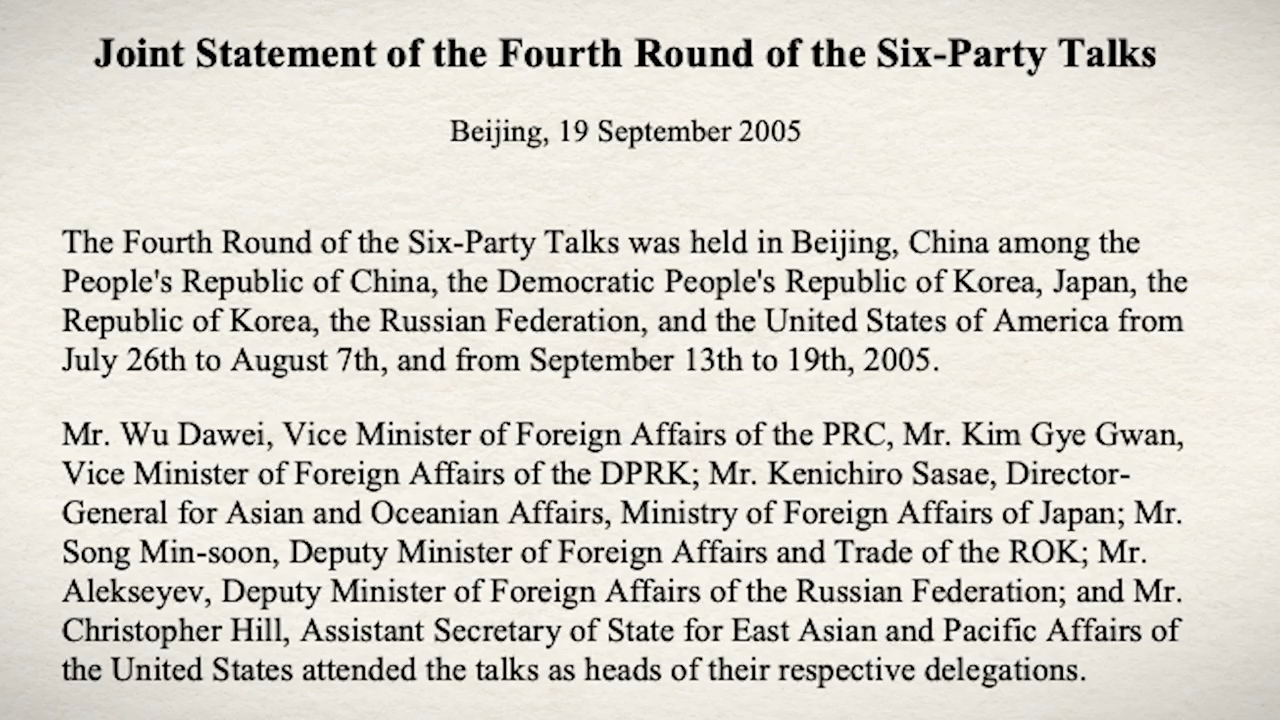 Joint Statement of the Fourth Round of the Six-Party Talks
Beijing, 19 September 2005
The Fourth Round of the Six-Party Talks was held in Beijing, China among the
People's Republic of China, the Democratic People's Republic of Korea, Japan, the
Republic of Korea, the Russian Federation, and the United States of America from
July 26th to August 7th, and from September 13th to 19th, 2005.
Mr. Wu Dawei, Vice Minister of Foreign Affairs of the PRC, Mr. Kim Gye Gwan,
Vice Minister of Foreign Affairs of the DPRK; Mr. Kenichiro Sasae, Director-
General for Asian and Oceanian Affairs, Ministry of Foreign Affairs of Japan; Mr.
Song Min-soon, Deputy Minister of Foreign Affairs and Trade of the ROK; Mr.
Alekseyev, Deputy Minister of Foreign Affairs of the Russian Federation; and Mr.
Christopher Hill, Assistant Secretary of State for East Asian and Pacific Affairs of
the United States attended the talks as heads of their respective delegations.